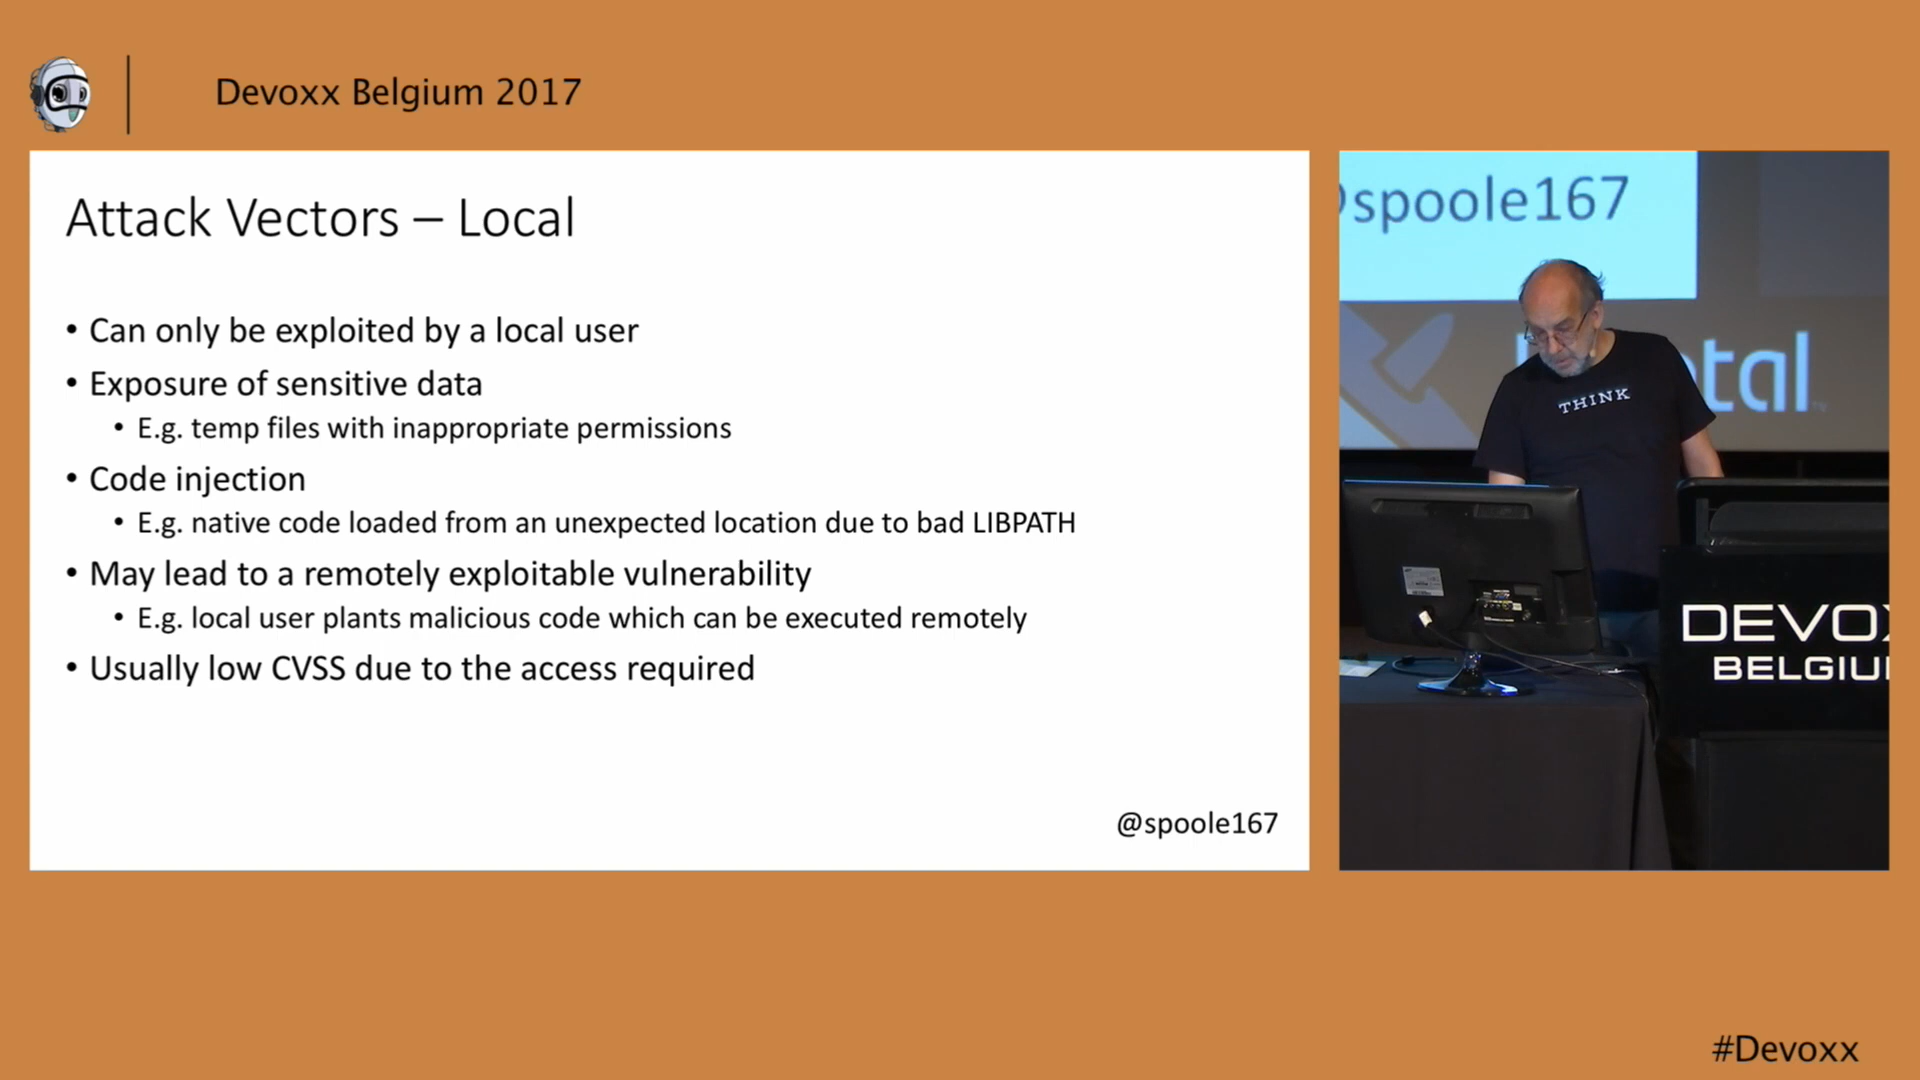 Devoxx Belgium 2017
Attack Vectors – Local
• Can only be exploited by a local user
• Exposure of sensitive data
• E.g. temp files with inappropriate permissions
• Code injection
• E.g. native code loaded from an unexpected location due to bad LIBPATH
• May lead to a remotely exploitable vulnerability
• E.g. local user plants malicious code which can be executed remotely
• Usually low CVSS due to the access required
@spoole167
spoole167
tal
THINK
DEVOX
BELGIU
#Devoxx